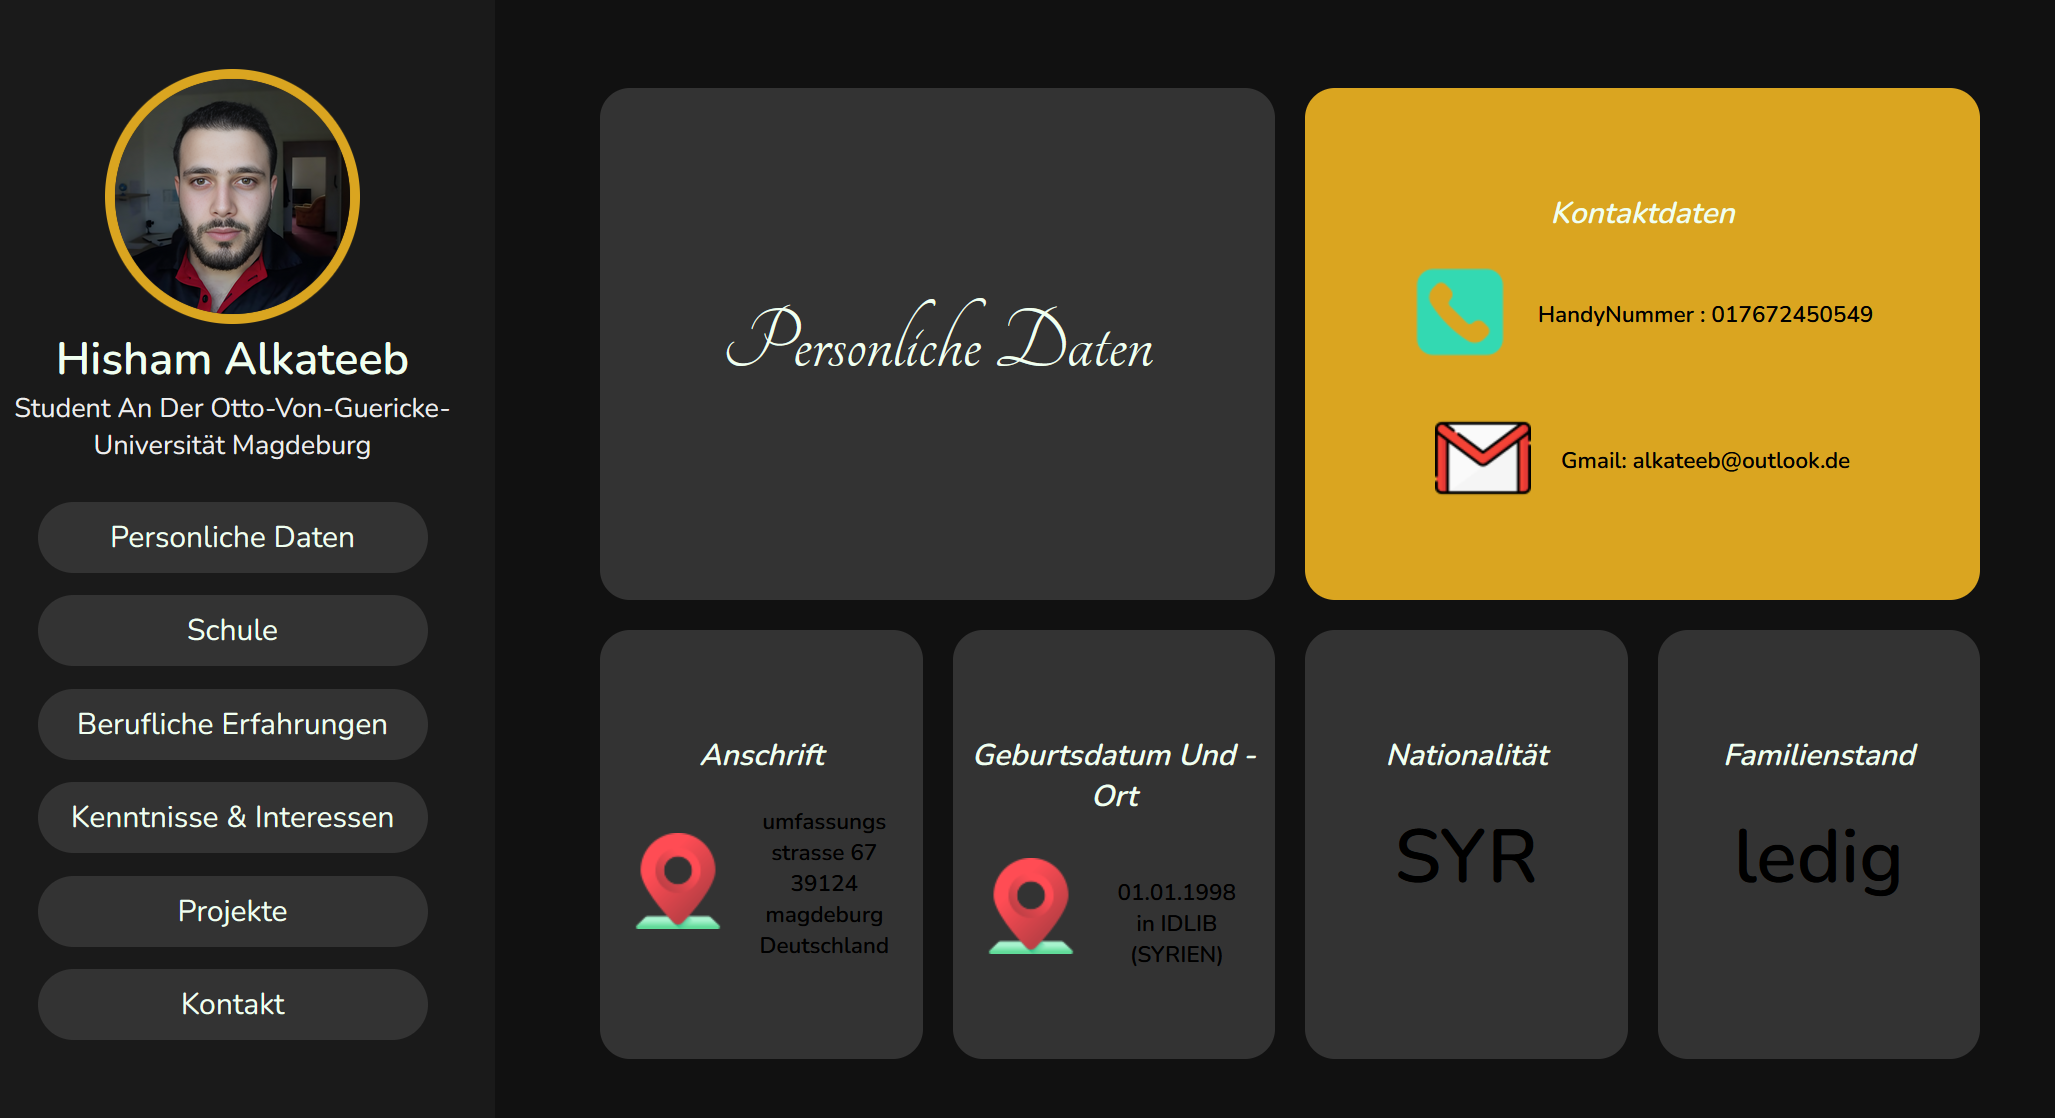 Hisham Alkateeb
Student An Der Otto-Von-Guericke-
Universität Magdeburg
Personliche Daten
Schule
Berufliche Erfahrungen
Kenntnisse & Interessen
Projekte
Kontakt
Personliche Daten
Kontaktdaten
HandyNummer : 017672450549
Gmail: alkateeb@outlook.de
Anschrift
umfassungs
strasse 67
39124
magdeburg
Deutschland
Geburtsdatum Und -
Ort
01.01.1998
in IDLIB
(SYRIEN)
Nationalität
SYR
Familienstand
ledig